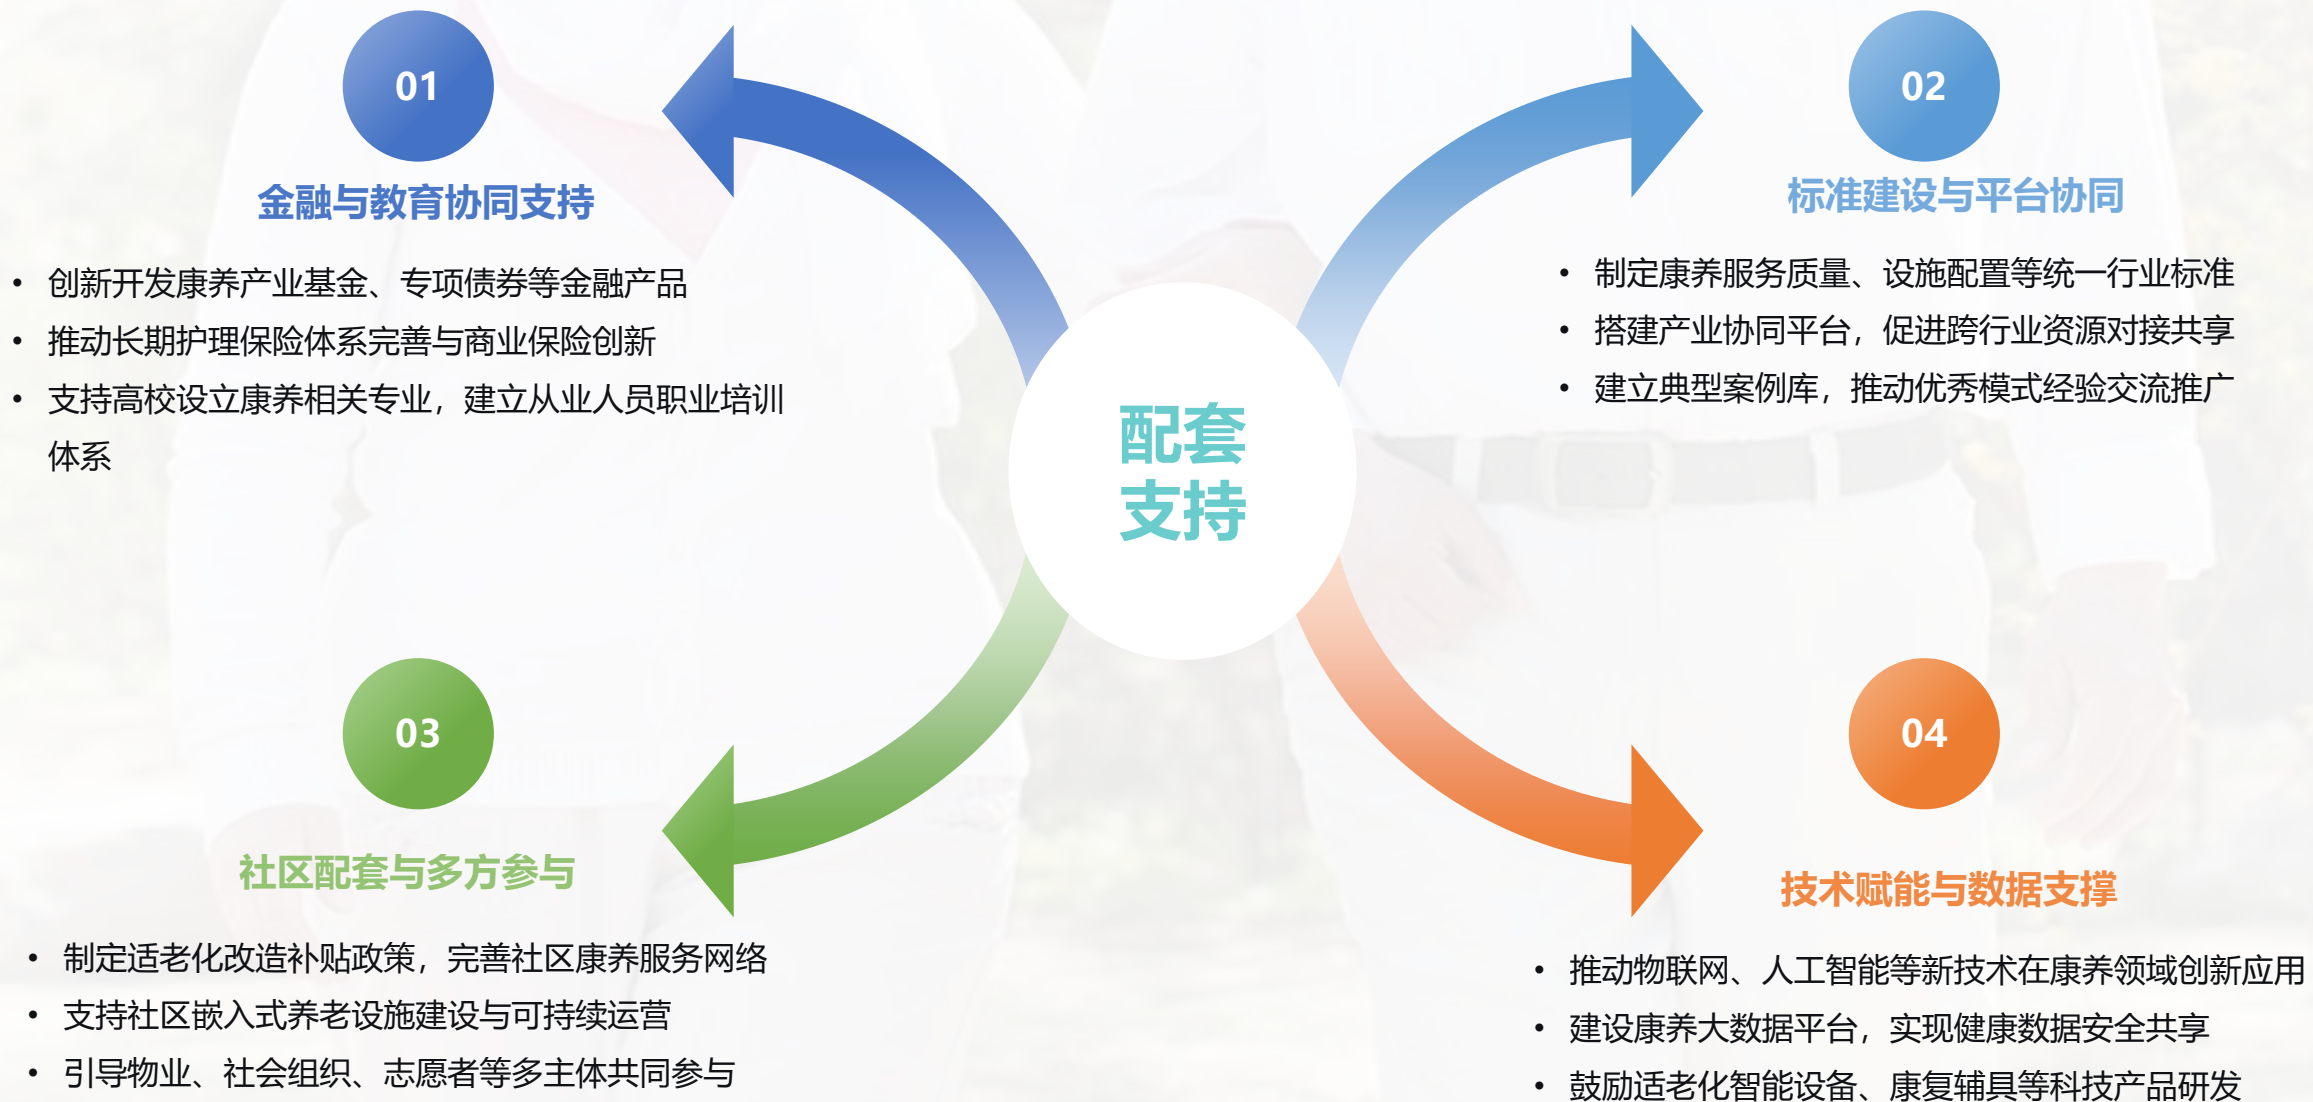 01
金融与教育协同支持
• 创新开发康养产业基金、专项债券等金融产品
• 推动长期护理保险体系完善与商业保险创新
• 支持高校设立康养相关专业，建立从业人员职业培训
体系
02
标准建设与平台协同
• 制定康养服务质量、设施配置等统一行业标准
• 搭建产业协同平台，促进跨行业资源对接共享
• 建立典型案例库，推动优秀模式经验交流推广
配套
支持
03
社区配套与多方参与
• 制定适老化改造补贴政策，完善社区康养服务网络
• 支持社区嵌入式养老设施建设与可持续运营
• 引导物业、社会组织、志愿者等多主体共同参与
04
技术赋能与数据支撑
• 推动物联网、人工智能等新技术在康养领域创新应用
• 建设康养大数据平台，实现健康数据安全共享
• 鼓励适老化智能设备、康复辅具等科技产品研发